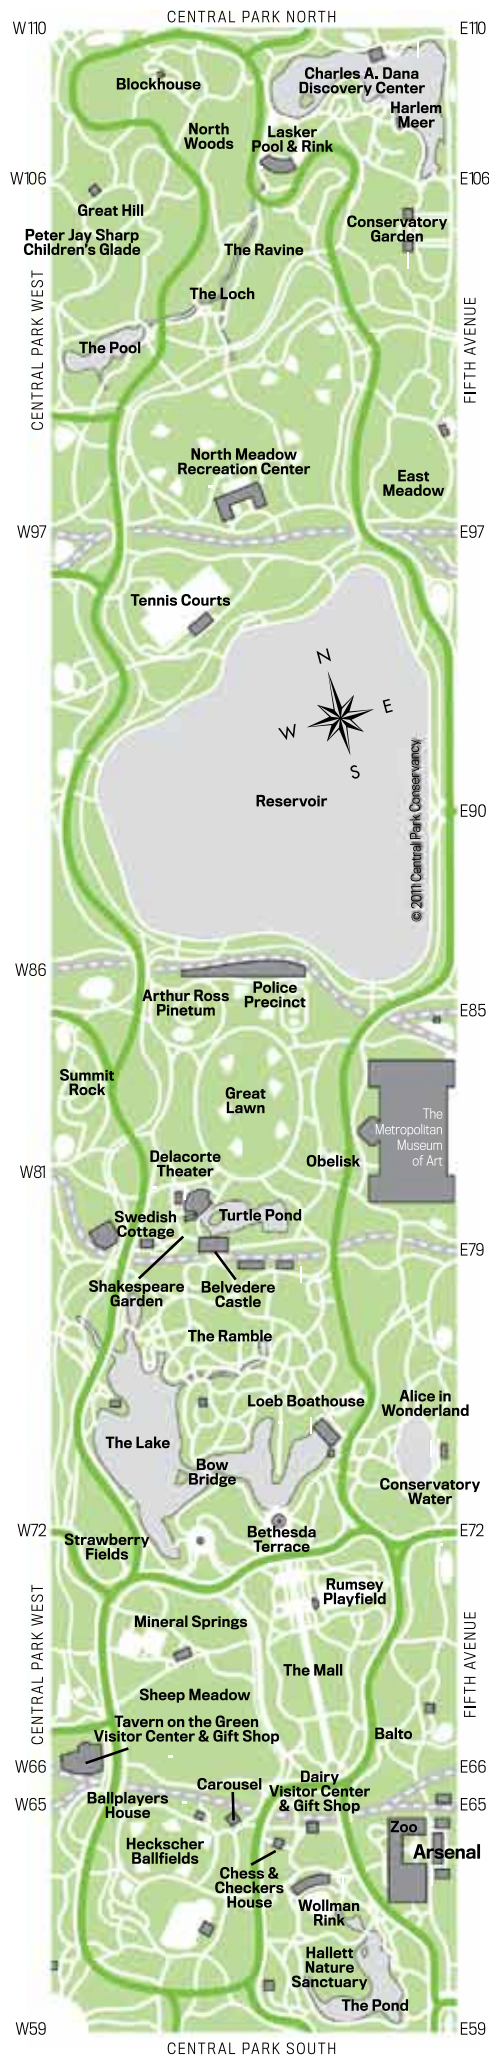 CENTRAL PARK NORTH
W110
E110
Blockhouse
Charles A. Dana
Discovery Center
Harlem
Meer
North
Woods
Lasker
Pool & Rink
W106
E106
Great Hill
Peter Jay Sharp
Children's Glade
Conservatory
Garden
The Ravine
The Loch
CENTRAL PARK WEST
FIFTH AVENUE
The Pool
North Meadow
Recreation Center
East
Meadow
W97
E97
Tennis Courts
N
E
W
S
Reservoir
© 2011 Central Park Conservancy
E90
W86
Arthur Ross
Pinetum
Police
Precinct
E85
Summit
Rock
Great
Lawn
The
Metropolitan
Museum
of Art
Delacorte
Theater
Obelisk
W81
Swedish
Cottage
Turtle Pond
E79
Shakespeare
Garden
Belvedere
Castle
The Ramble
Loeb Boathouse
Alice in
Wonderland
The Lake
Bow
Bridge
Conservatory
Water
W72
E72
Strawberry
Fields
Bethesda
Terrace
Rumsey
Playfield
CENTRAL PARK WEST
FIFTH AVENUE
Mineral Springs
The Mall
Sheep Meadow
Tavern on the Green
Visitor Center & Gift Shop
Balto
W66
E66
Carousel
Dairy
Visitor Center
& Gift Shop
W65
E65
Ballplayers
House
Zoo
Arsenal
Heckscher
Ballfields
Chess &
Checkers
House
Wollman
Rink
Hallett
Nature
Sanctuary
The Pond
W59
E59
CENTRAL PARK SOUTH